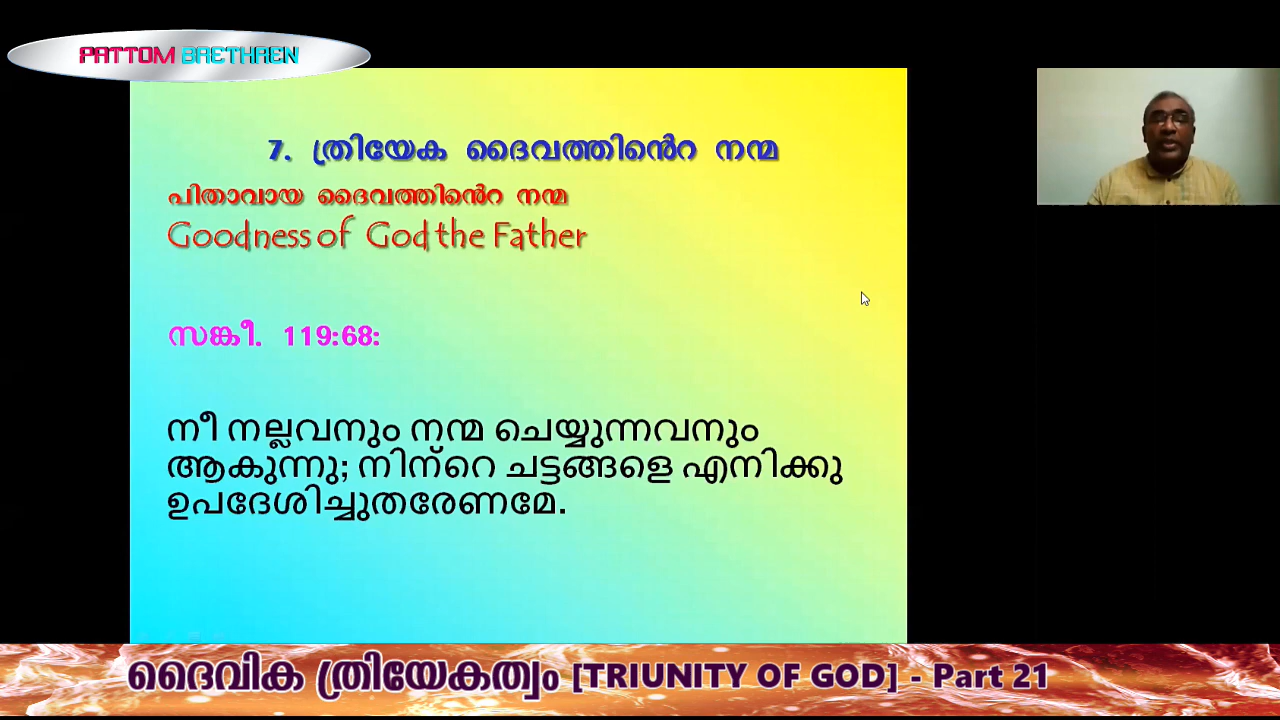 PATTOM BRETHREN
7. ത്രിയേക ദൈവത്തിൻെറ നന്മ
പിതാവായ ദൈവത്തിൻെറ നന്മ
Goodness of God the Father
സങ്കീ. 119:68:
നീ നല്ലവനും നന്മ ചെയ്യുന്നവനും
ആകുന്നു; നിന്റെ ചട്ടങ്ങളെ എനിക്കു
ഉപദേശിച്ചുതരേണമേ.
ദൈവിക ത്രിയേകത്വം [TRIUNITY OF GOD] - Part 21